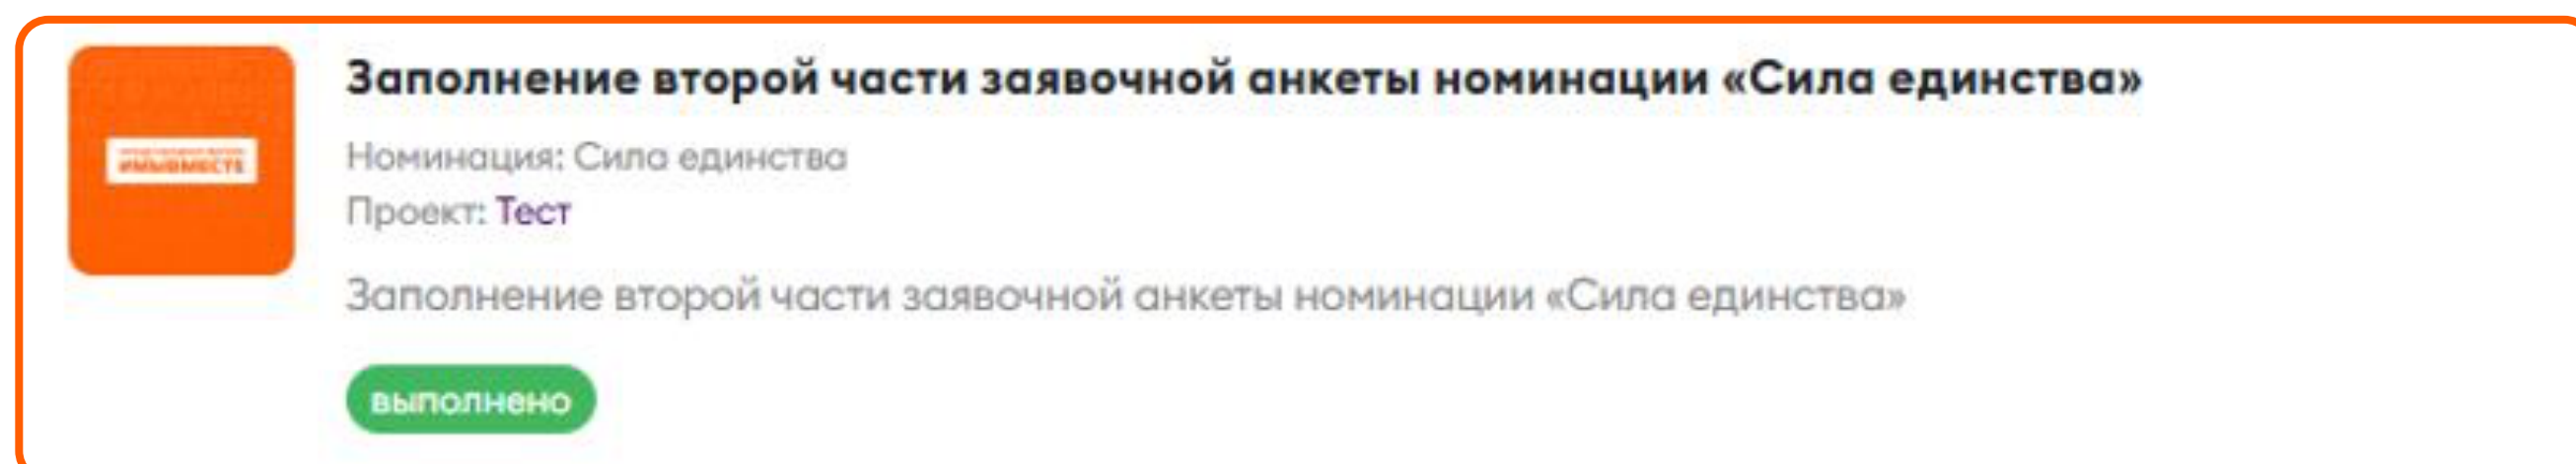 Заполнение второй части заявочной анкеты номинации «Сила единства»
#МЫВМЕСТЕ
Номинация: Сила единства
Проект: Тест
Заполнение второй части заявочной анкеты номинации «Сила единства»
выполнено